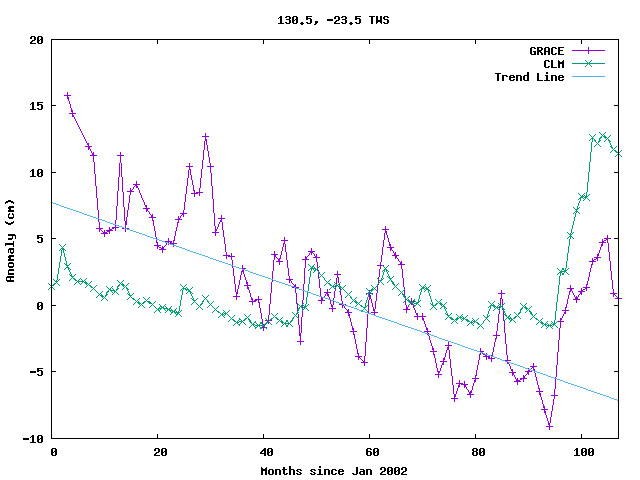 130.5, -23.5 TWS
GRACE
CLM
Trend Line
20
15
10
5
0
-5
-10
Anomaly (cm)
0 20 40 60 80 100
Months since Jan 2002